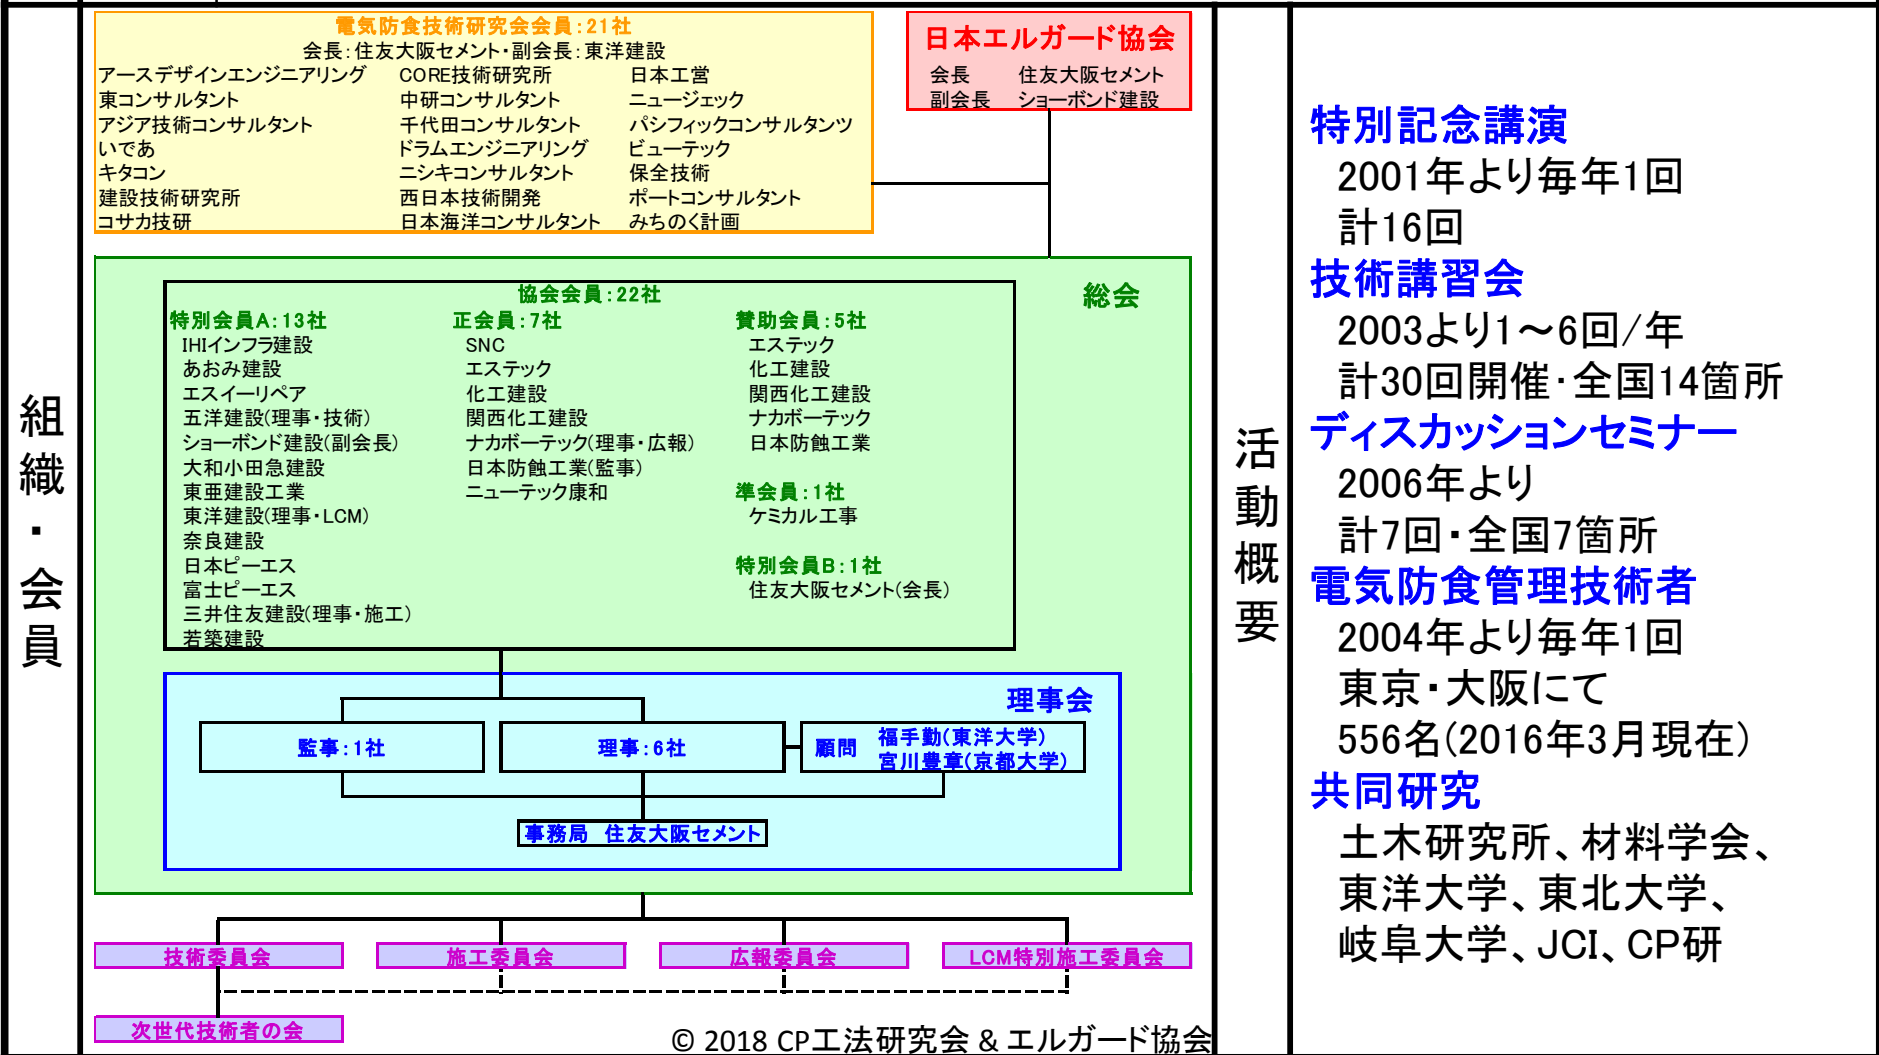 組織・会員
電気防食技術研究会会員:21社
会長:住友大阪セメント・副会長:東洋建設
アースデザインエンジニアリング CORE技術研究所 日本工営
東コンサルタント 中研コンサルタント ニュージェック
アジア技術コンサルタント 千代田コンサルタント パシフィックコンサルタンツ
いであ ドラムエンジニアリング ビューテック
キタコン ニシキコンサルタント 保全技術
建設技術研究所 西日本技術開発 ポートコンサルタント
コサカ技研 日本海洋コンサルタント みちのく計画
日本エルガード協会
会長 住友大阪セメント
副会長 ショーボンド建設
総会
協会会員:22社
特別会員A:13社
IHIインフラ建設
あおみ建設
エスイーリペア
五洋建設(理事・技術)
ショーボンド建設(副会長)
大和小田急建設
東亜建設工業
東洋建設(理事・LCM)
奈良建設
日本ピーエス
富士ピーエス
三井住友建設(理事・施工)
若築建設
正会員:7社
SNC
エステック
化工建設
関西化工建設
ナカボーテック(理事・広報)
日本防蝕工業(監事)
ニューテック康和
賛助会員:5社
エステック
化工建設
関西化工建設
ナカボーテック
日本防蝕工業
準会員:1社
ケミカル工事
特別会員B:1社
住友大阪セメント(会長)
理事会
監事:1社
理事:6社
顧問 福手勤(東洋大学)
宮川豊章(京都大学)
事務局 住友大阪セメント
技術委員会
施工委員会
広報委員会
LCM特別施工委員会
次世代技術者の会
© 2018 CP工法研究会 & エルガード協会
活動概要
特別記念講演
2001年より毎年1回
計16回
技術講習会
2003より1~6回/年
計30回開催・全国14箇所
ディスカッションセミナー
2006年より
計7回・全国7箇所
電気防食管理技術者
2004年より毎年1回
東京・大阪にて
556名(2016年3月現在)
共同研究
土木研究所、材料学会、
東洋大学、東北大学、
岐阜大学、JCI、CP研